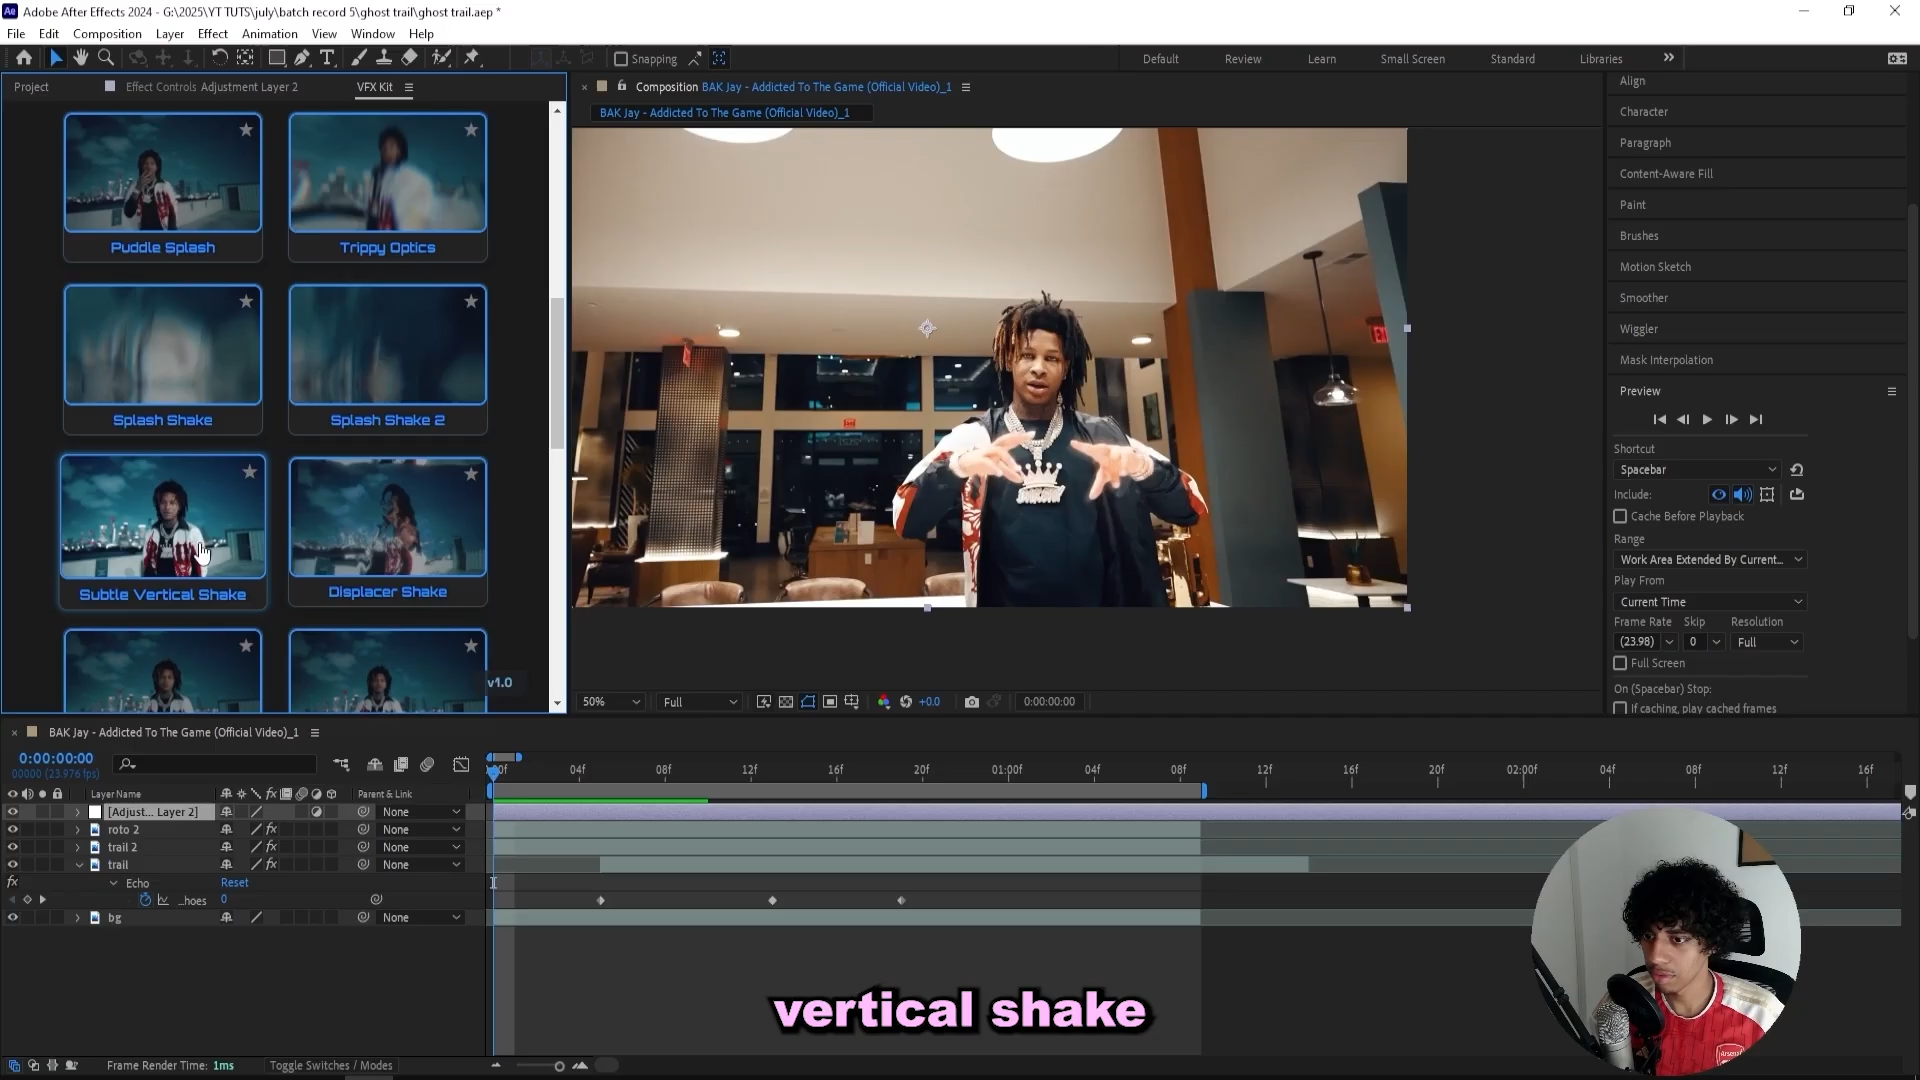 Ae Adobe After Effects 2024 - G:\2025\YT TUTS\july\batch record 5\ghost trail\ghost trail.aep *
File Edit Composition Layer Effect Animation View Window Help
Snapping
Default Review Learn Small Screen Standard Libraries
Project Effect Controls Adjustment Layer 2 VFX Kit
Composition BAK Jay - Addicted To The Game (Official Video)_1
BAK Jay - Addicted To The Game (Official Video)_1
Puddle Splash Trippy Optics
Splash Shake Splash Shake 2
Subtle Vertical Shake Displacer Shake
v1.0
50% Full +0.0 0:00:00:00
Align
Character
Paragraph
Content-Aware Fill
Paint
Brushes
Motion Sketch
Smoother
Wiggler
Mask Interpolation
Preview
Shortcut
Spacebar
Include:
Cache Before Playback
Range
Work Area Extended By Current...
Play From
Current Time
Frame Rate Skip Resolution
(23.98) 0 Full
Full Screen
On (Spacebar) Stop:
If caching, play cached frames
BAK Jay - Addicted To The Game (Official Video)_1
0:00:00:00
00000 (23.976 fps)
:00f 04f 08f 12f 16f 20f 01:00f 04f 08f 12f 16f 20f 02:00f 04f 08f 12f 16f
Layer Name fx Parent & Link
[Adjust... Layer 2] None
roto 2 fx None
trail 2 fx None
trail fx None
fx Echo Reset
_hoes 0
bg None
vertical shake
Arsenal
Frame Render Time: 1ms Toggle Switches / Modes